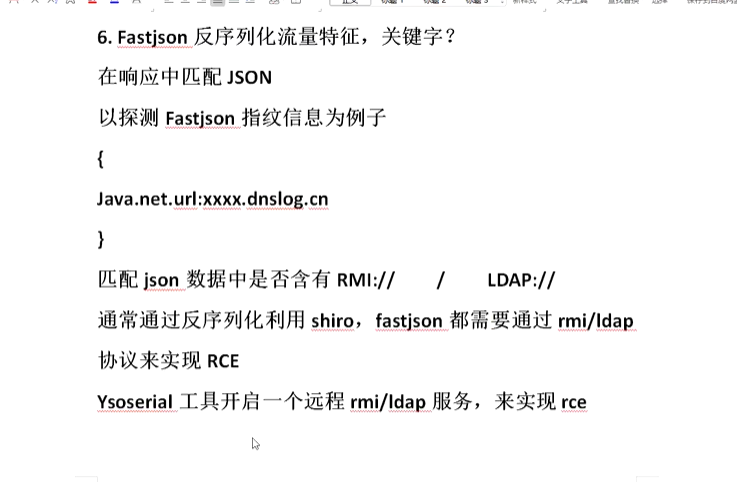 6. Fastjson 反序列化流量特征，关键字？
在响应中匹配 JSON
以探测 Fastjson 指纹信息为例子
{
Java.net.url:xxxx.dnslog.cn
}
匹配 json 数据中是否含有 RMI:// / LDAP://
通常通过反序列化利用 shiro，fastjson 都需要通过 rmi/ldap
协议来实现 RCE
Ysoserial 工具开启一个远程 rmi/ldap 服务，来实现 rce